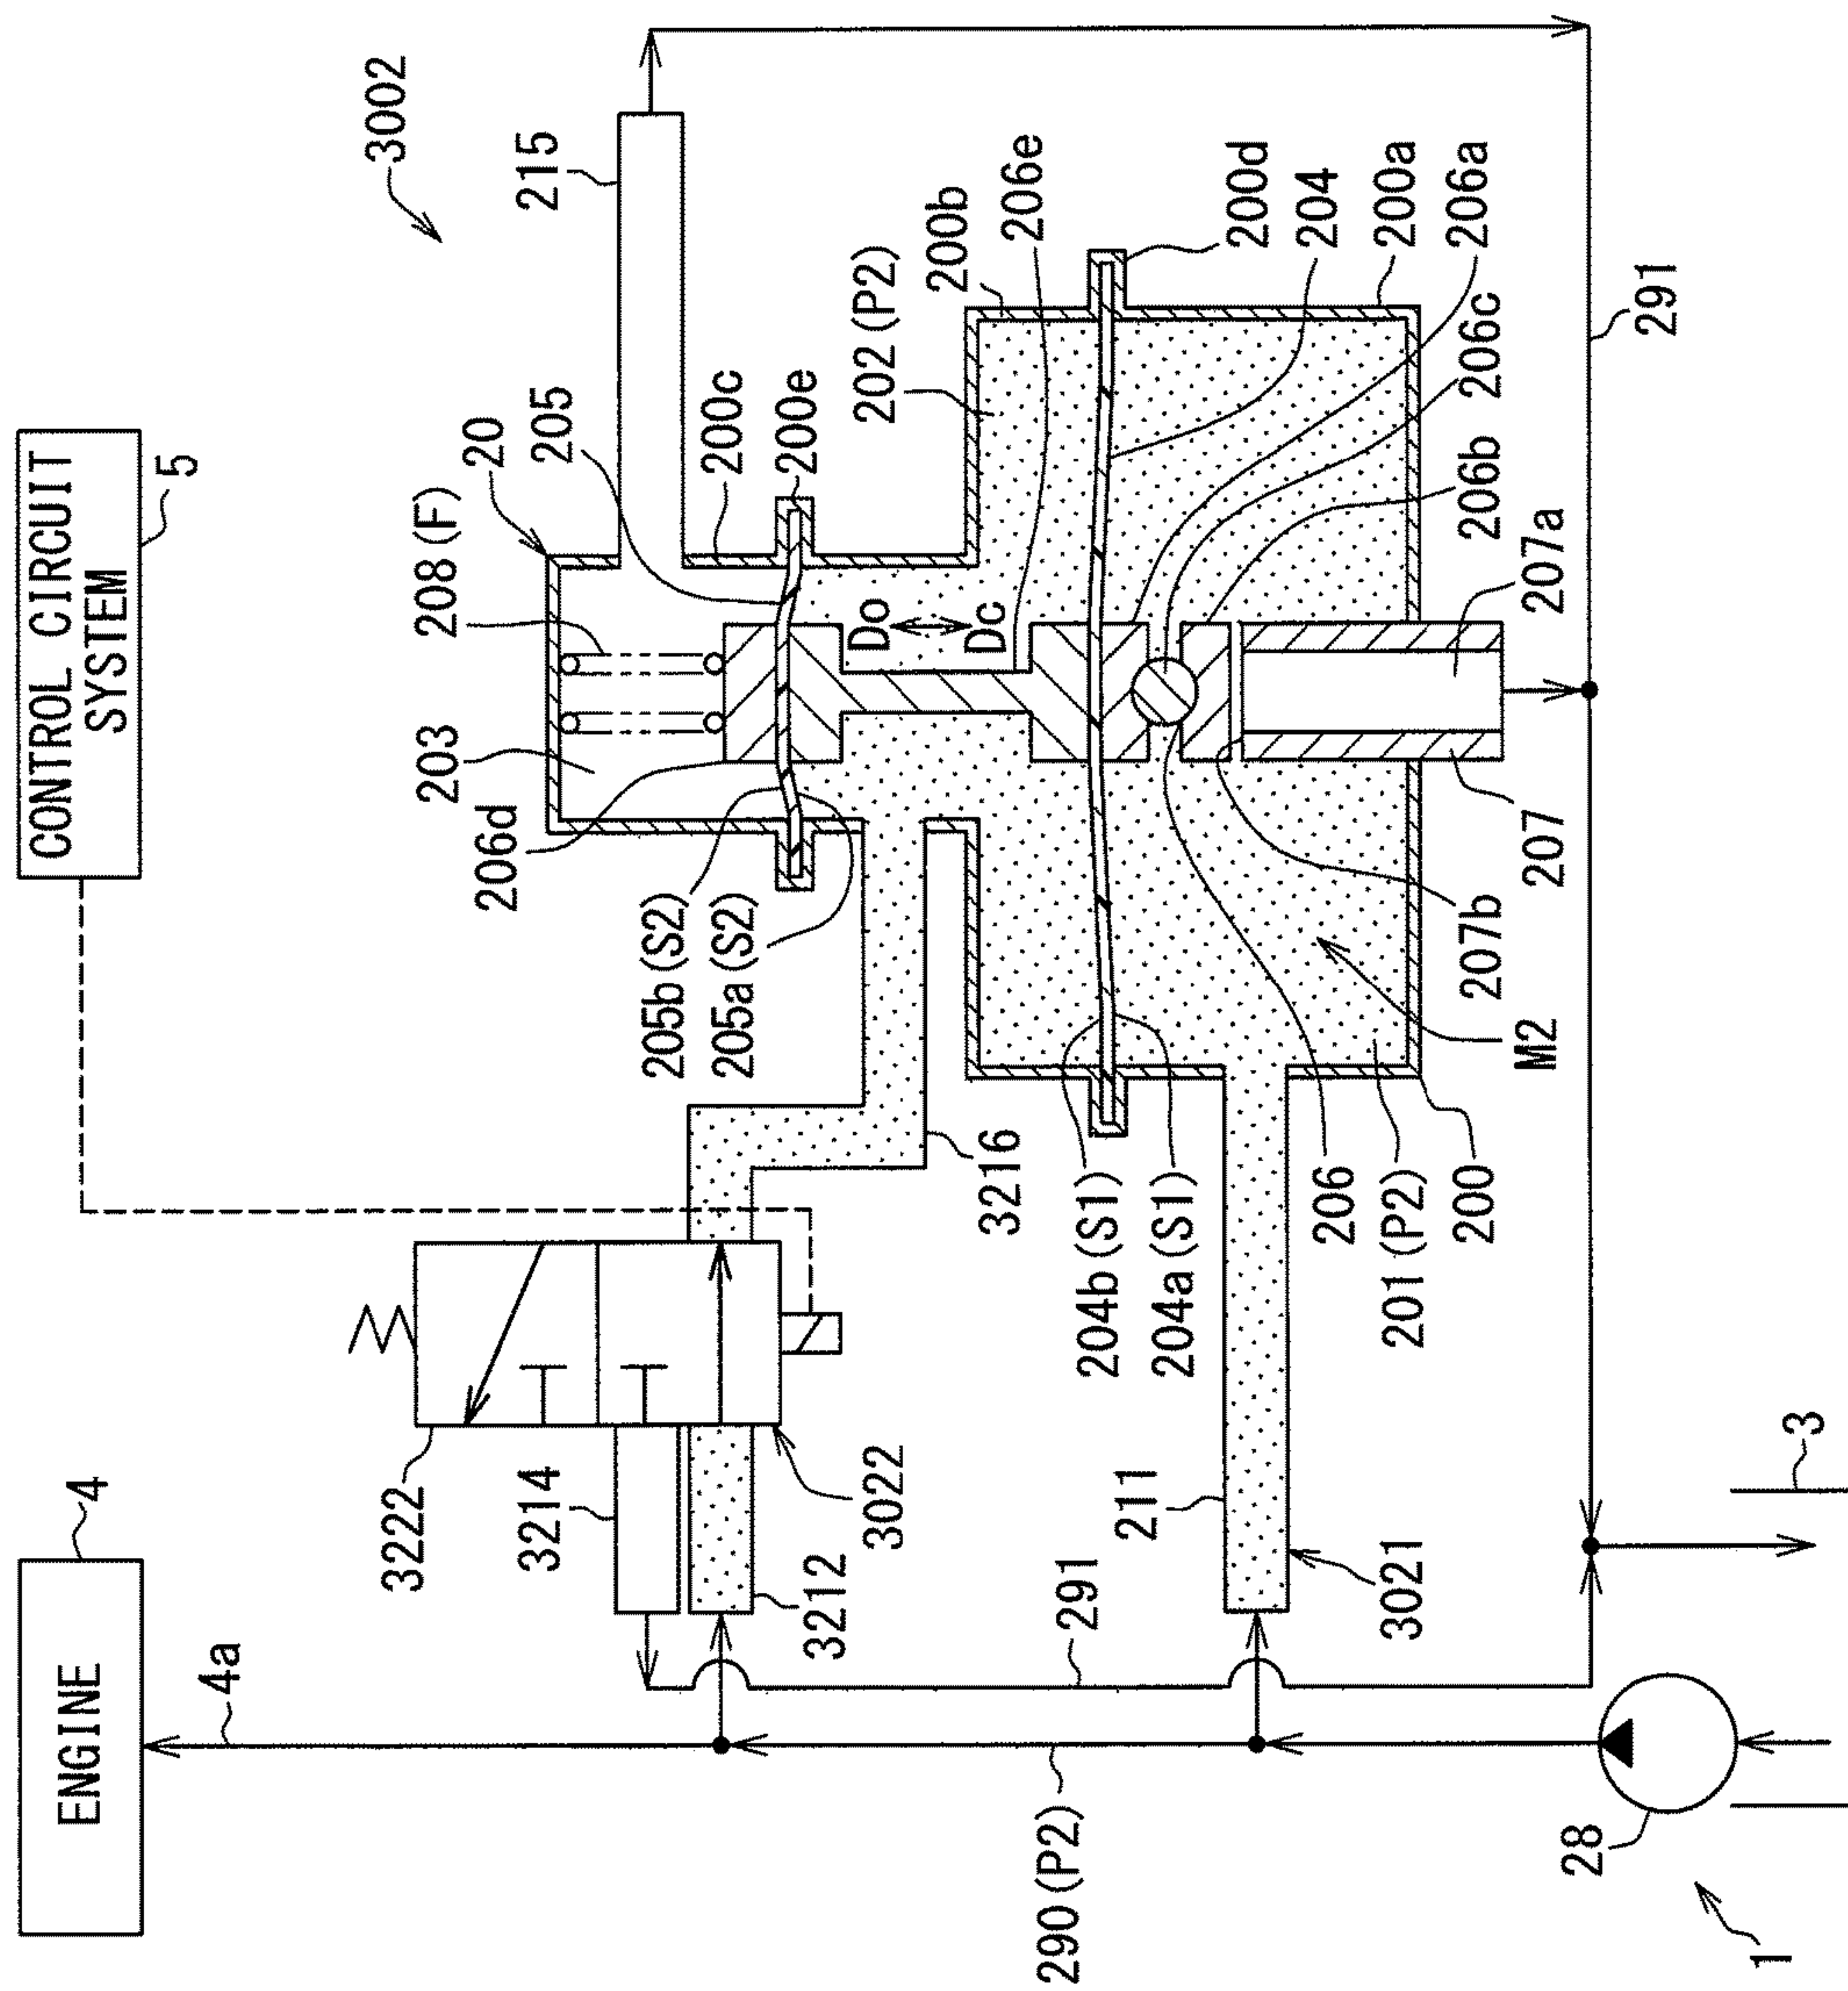 CONTROL CIRCUIT
SYSTEM
5
3002
215
20
208 (F)
205
200c
200e
203
206d
202 (P2)
200b
206e
Do
Dc
200d
204
200a
206a
206c
206b
207a
291
205b (S2)
205a (S2)
207
207b
M2
3216
204b (S1)
204a (S1)
206
201 (P2)
200
ENGINE
4
4a
3222
3214
3212
3022
211
3021
291
3
290 (P2)
28
1